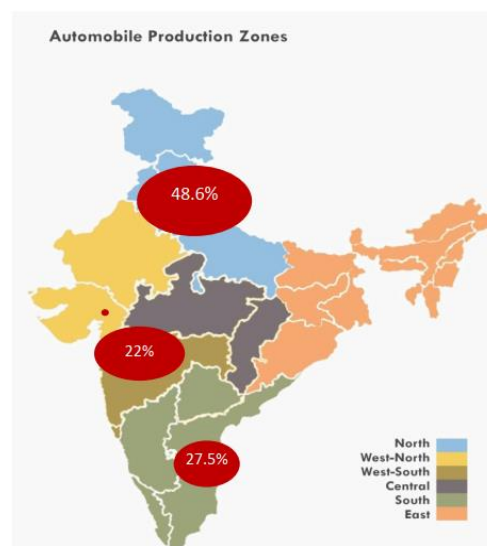 Automobile Production Zones
48.6%
22%
27.5%
North
West-North
West-South
Central
South
East